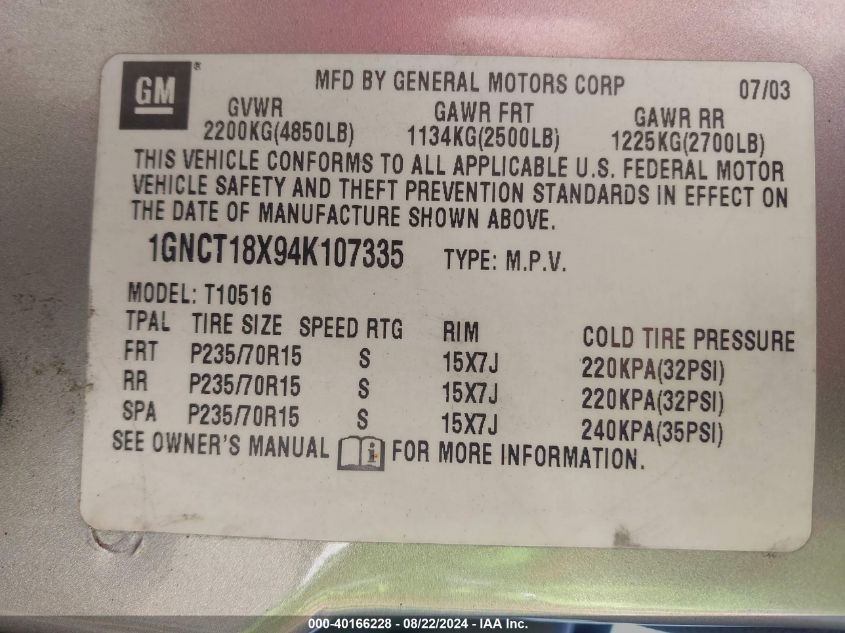 GM®
MFD BY GENERAL MOTORS CORP 07/03
GVWR GAWR FRT GAWR RR
2200KG(4850LB) 1134KG(2500LB) 1225KG(2700LB)
THIS VEHICLE CONFORMS TO ALL APPLICABLE U.S. FEDERAL MOTOR
VEHICLE SAFETY AND THEFT PREVENTION STANDARDS IN EFFECT ON
THE DATE OF MANUFACTURE SHOWN ABOVE.
1GNCT18X94K107335 TYPE: M.P.V.
MODEL: T10516
TPAL TIRE SIZE SPEED RTG RIM COLD TIRE PRESSURE
FRT P235/70R15 S 15X7J 220KPA(32PSI)
RR P235/70R15 S 15X7J 220KPA(32PSI)
SPA P235/70R15 S 15X7J 240KPA(35PSI)
SEE OWNER'S MANUAL i FOR MORE INFORMATION.
000-40166228 - 08/22/2024 - IAA Inc.